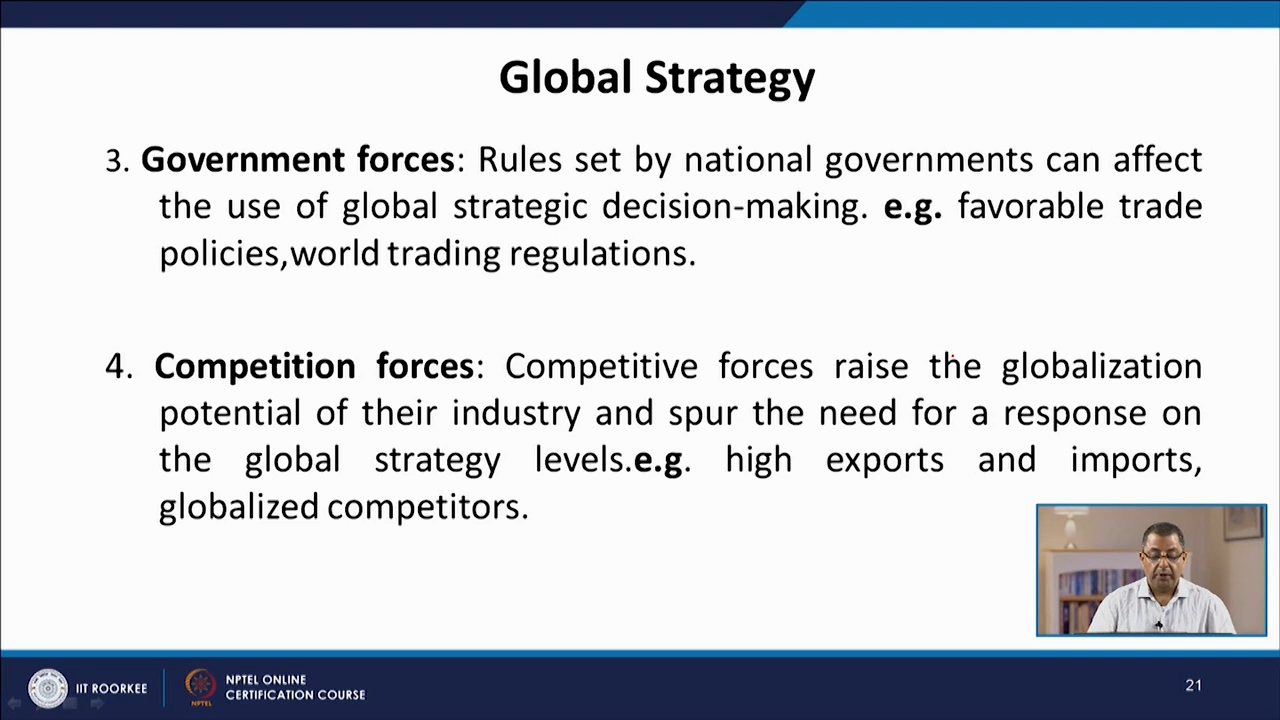 Global Strategy
3. Government forces: Rules set by national governments can affect
the use of global strategic decision-making. e.g. favorable trade
policies,world trading regulations.
4. Competition forces: Competitive forces raise the globalization
potential of their industry and spur the need for a response on
the global strategy levels.e.g. high exports and imports,
globalized competitors.
IIT ROORKEE
NPTEL
NPTEL ONLINE
CERTIFICATION COURSE
21